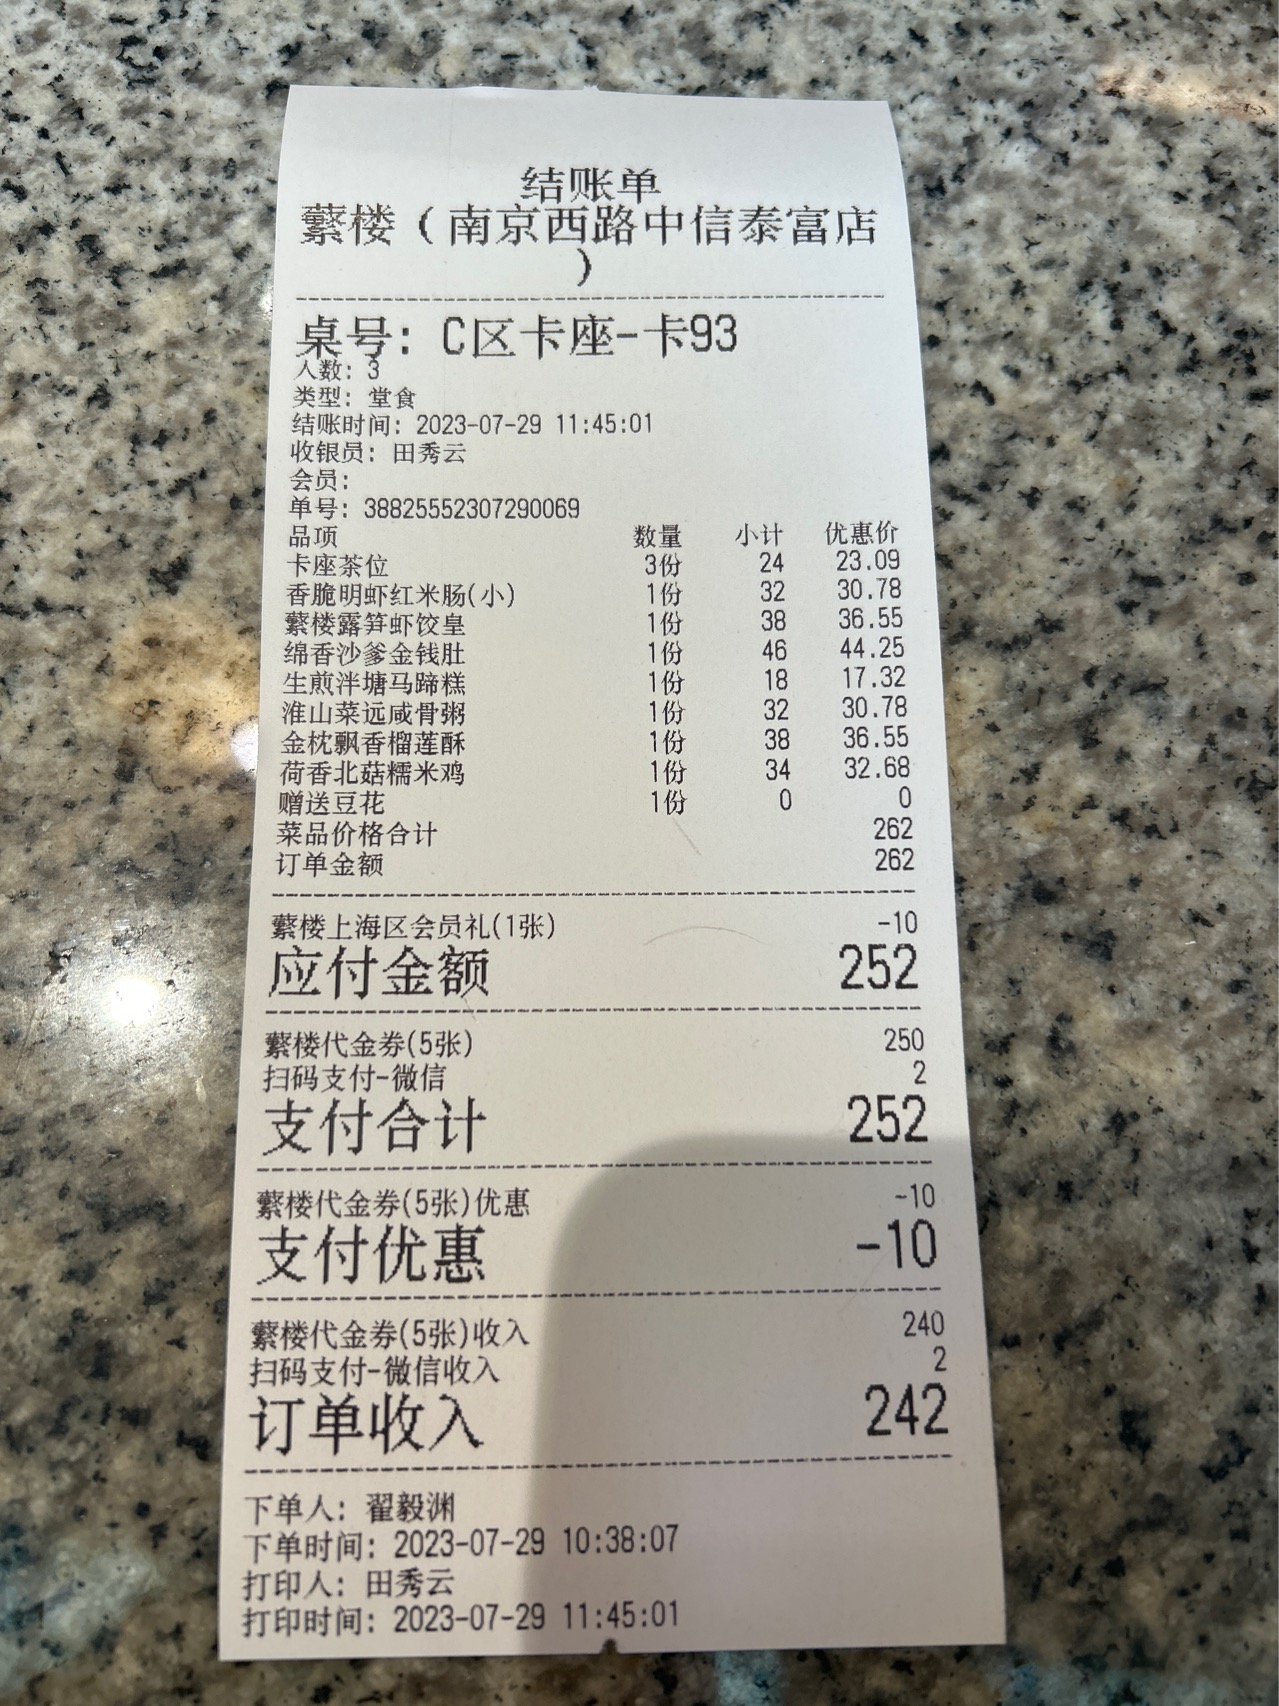 结账单
蘩楼（南京西路中信泰富店
）
桌号: C区卡座-卡93
人数: 3
类型: 堂食
结账时间: 2023-07-29 11:45:01
收银员: 田秀云
会员:
单号: 38825552307290069
品项 数量 小计 优惠价
卡座茶位 3份 24 23.09
香脆明虾红米肠(小) 1份 32 30.78
蘩楼露笋虾饺皇 1份 38 36.55
绵香沙爹金钱肚 1份 46 44.25
生煎泮塘马蹄糕 1份 18 17.32
淮山菜远咸骨粥 1份 32 30.78
金枕飘香榴莲酥 1份 38 36.55
荷香北菇糯米鸡 1份 34 32.68
赠送豆花 1份 0 0
菜品价格合计 262
订单金额 262
蘩楼上海区会员礼(1张) -10
应付金额 252
蘩楼代金券(5张) 250
扫码支付-微信 2
支付合计 252
蘩楼代金券(5张)优惠 -10
支付优惠 -10
蘩楼代金券(5张)收入 240
扫码支付-微信收入 2
订单收入 242
下单人: 翟毅渊
下单时间: 2023-07-29 10:38:07
打印人: 田秀云
打印时间: 2023-07-29 11:45:01